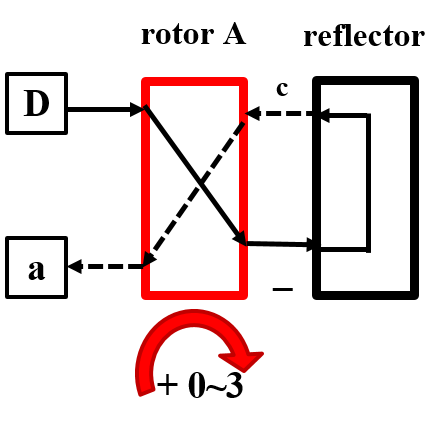 rotor A
reflector
D
c
a
_
+ 0~3